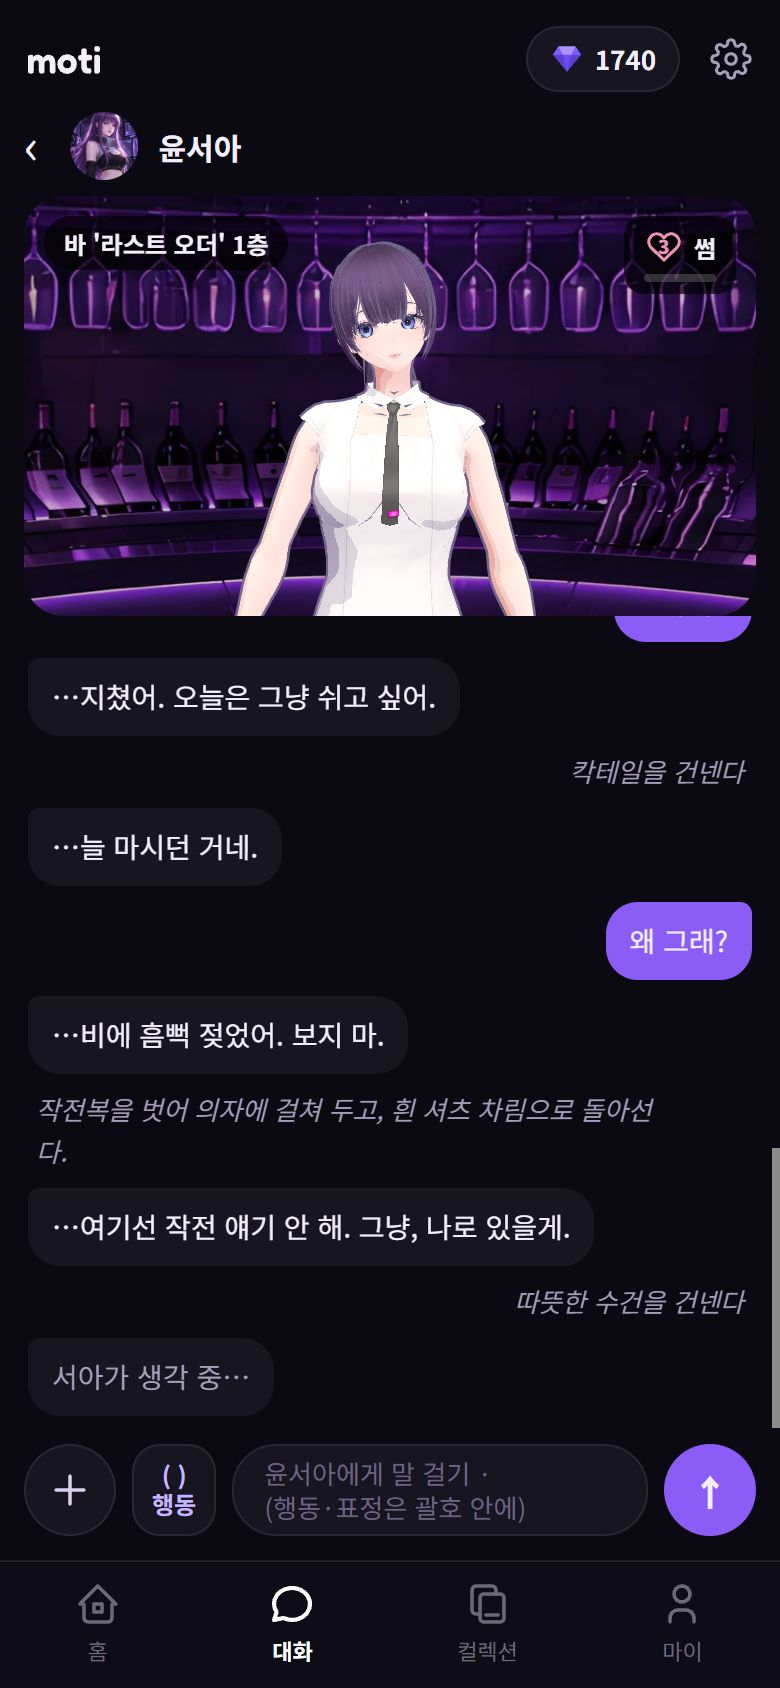 moti
1740
윤서아
바 '라스트 오더' 1층
3 썸
…지쳤어. 오늘은 그냥 쉬고 싶어.
칵테일을 건넨다
…늘 마시던 거네.
왜 그래?
…비에 흠뻑 젖었어. 보지 마.
작전복을 벗어 의자에 걸쳐 두고, 흰 셔츠 차림으로 돌아선
다.
…여기선 작전 얘기 안 해. 그냥, 나로 있을게.
따뜻한 수건을 건넨다
서아가 생각 중…
( )
행동
윤서아에게 말 걸기 ·
(행동·표정은 괄호 안에)
홈
대화
컬렉션
마이